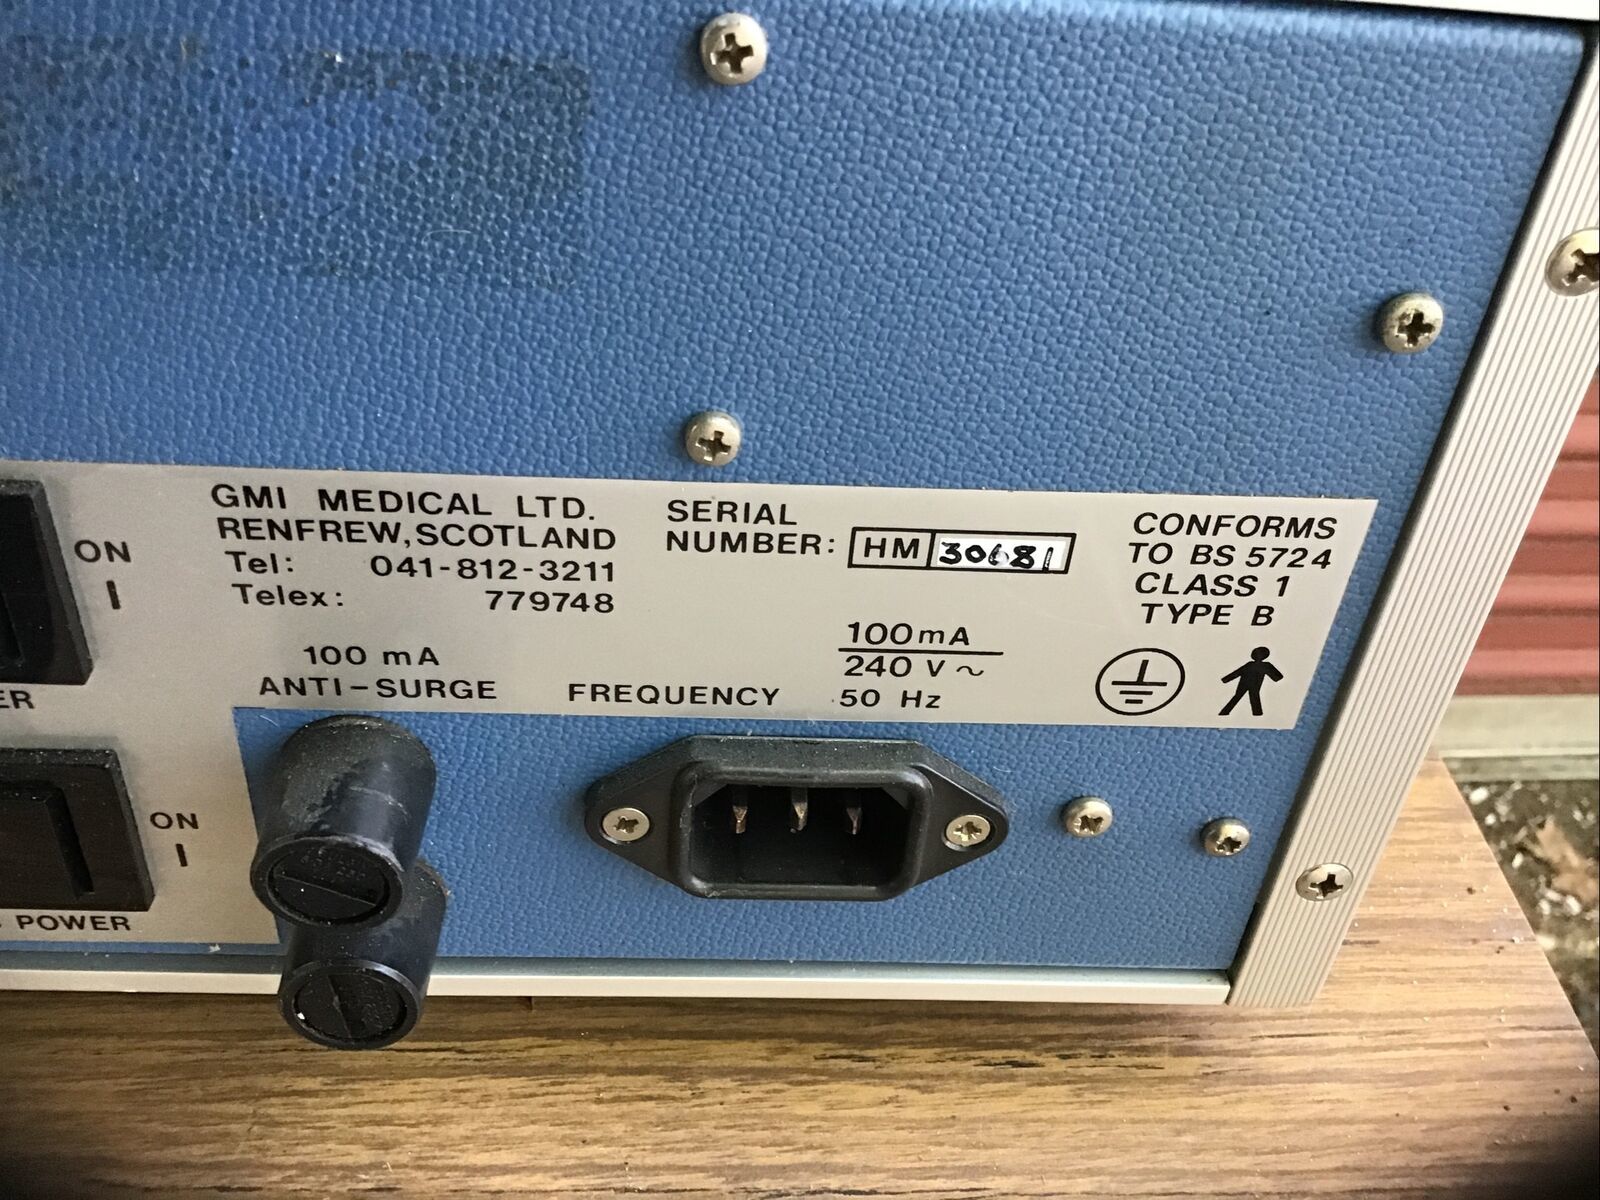 GMI MEDICAL LTD.
RENFREW, SCOTLAND
Tel: 041-812-3211
Telex: 779748
SERIAL
NUMBER: HM 30681
CONFORMS
TO BS 5724
CLASS 1
TYPE B
100 mA
ANTI-SURGE
FREQUENCY
100mA
240 V ~
50 Hz
ON
I
ON
I
POWER